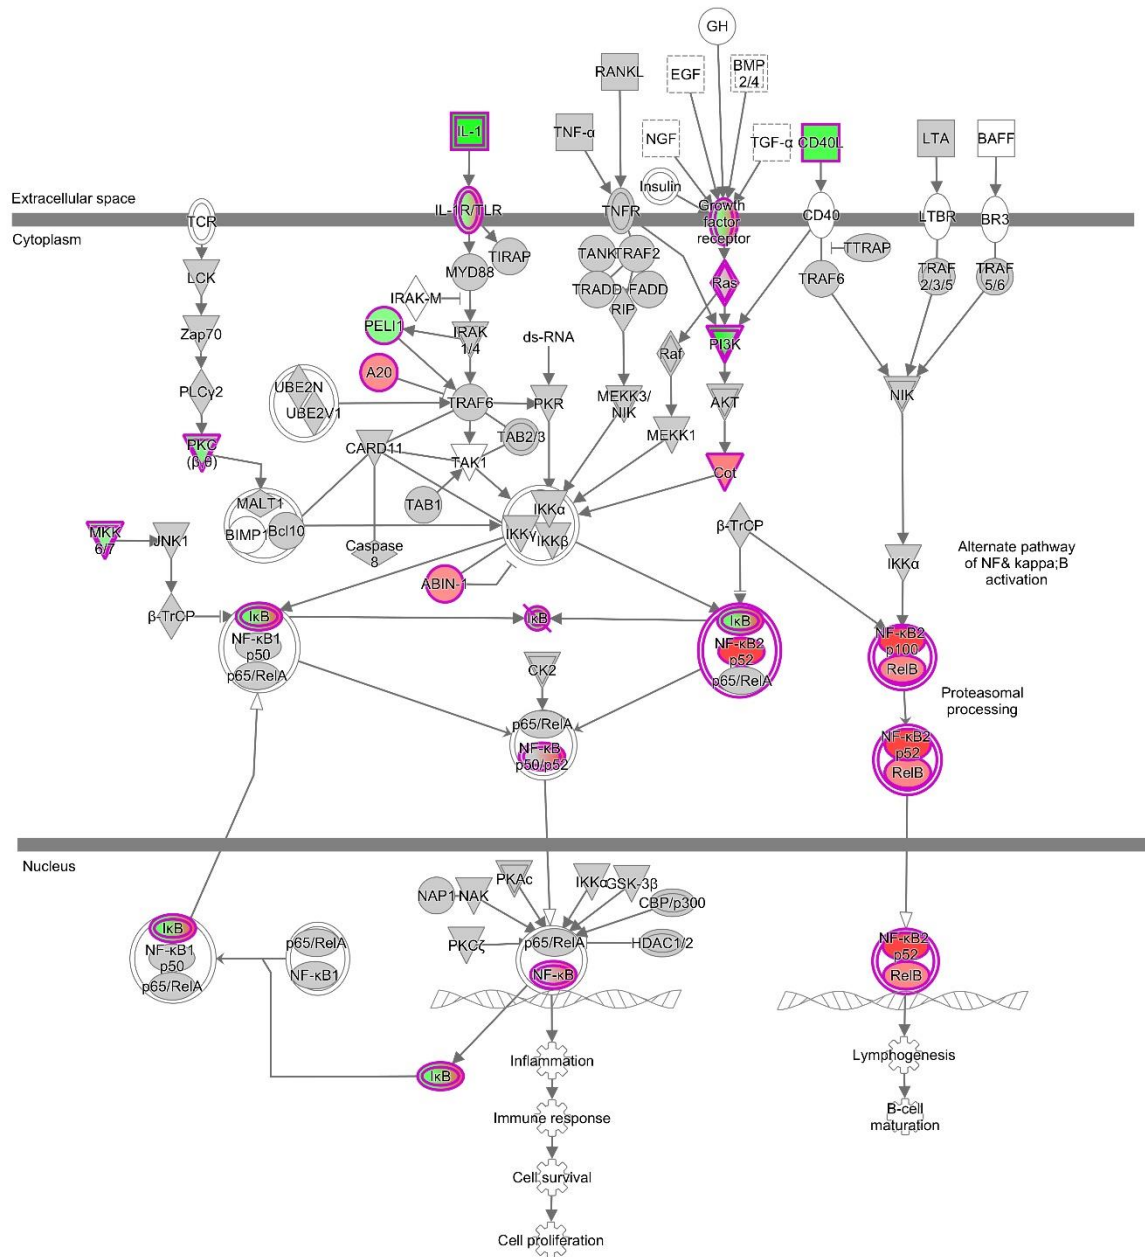 GH
RANKL
EGF
BMP
2/4
IL-1
TNF-α
NGF
TGF-α
CD40L
LTA
BAFF
Insulin
Extracellular space
TCR
IL-1R/TLR
TNFR
Growth
factor
receptor
CD40
LTBR
BR3
Cytoplasm
LCK
MYD88
TIRAP
TANK
TRAF2
TTRAP
TRAF6
TRAF
2/3/5
TRAF
5/6
TRADD
FADD
RIP
Ras
IRAK-M
Zap70
PELI1
IRAK
1/4
ds-RNA
Raf
PI3K
A20
PLCγ2
UBE2N
UBE2V1
TRAF6
PKR
MEKK3/
NIK
AKT
NIK
MEKK1
PKC
(β,θ)
CARD11
TAB2/3
TAK1
Cot
MALT1
TAB1
IKKα
BIMP1
Bcl10
IKKγ
IKKβ
β-TrCP
MKK
6/7
JNK1
Caspase
8
IKKα
Alternate pathway
of NF& kappa;B
activation
ABIN-1
β-TrCP
IκB
NF-κB1
p50
p65/RelA
IκB
IκB
NF-κB2
p52
p65/RelA
NF-κB2
p100
RelB
CK2
Proteasomal
processing
p65/RelA
NF-κB
p50/p52
NF-κB2
p52
RelB
Nucleus
NAP1
NAK
PKAc
IKKα
GSK-3β
CBP/p300
IκB
NF-κB1
p50
p65/RelA
p65/RelA
NF-κB1
PKCζ
p65/RelA
HDAC1/2
NF-κB
NF-κB2
p52
RelB
IκB
Inflammation
Lymphogenesis
Immune response
B-cell
maturation
Cell survival
Cell proliferation